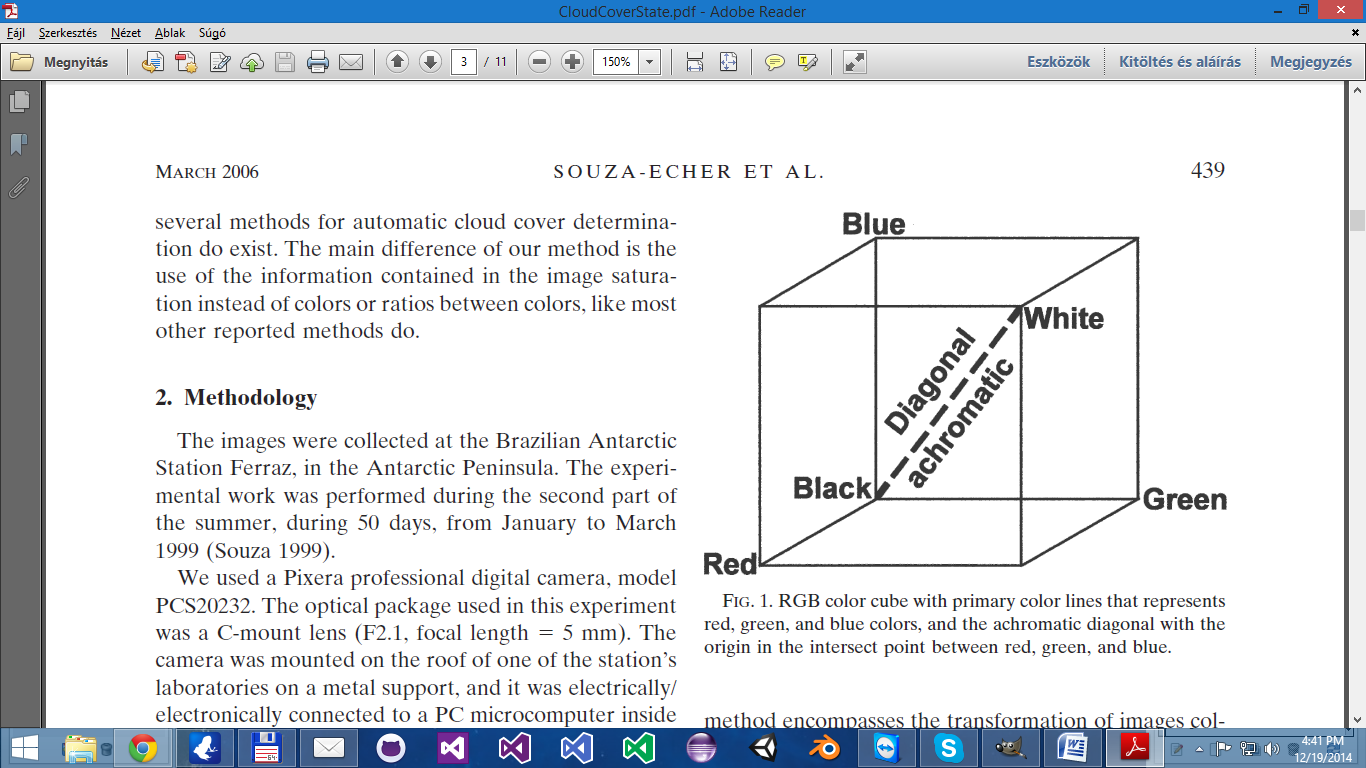 CloudCoverState.pdf - Adobe Reader
Fájl Szerkesztés Nézet Ablak Súgó
Megnyitás 3 / 11 150% Eszközök Kitöltés és aláírás Megjegyzés
MARCH 2006 SOUZA-ECHER ET AL. 439
several methods for automatic cloud cover determina-
tion do exist. The main difference of our method is the
use of the information contained in the image satura-
tion instead of colors or ratios between colors, like most
other reported methods do.
2. Methodology
The images were collected at the Brazilian Antarctic
Station Ferraz, in the Antarctic Peninsula. The experi-
mental work was performed during the second part of
the summer, during 50 days, from January to March
1999 (Souza 1999).
We used a Pixera professional digital camera, model
PCS20232. The optical package used in this experiment
was a C-mount lens (F2.1, focal length = 5 mm). The
camera was mounted on the roof of one of the station's
laboratories on a metal support, and it was electrically/
electronically connected to a PC microcomputer inside
Blue
White
Diagonal
achromatic
Black
Green
Red
FIG. 1. RGB color cube with primary color lines that represents
red, green, and blue colors, and the achromatic diagonal with the
origin in the intersect point between red, green, and blue.
method encompasses the transformation of images col-
4:41 PM
12/19/2014